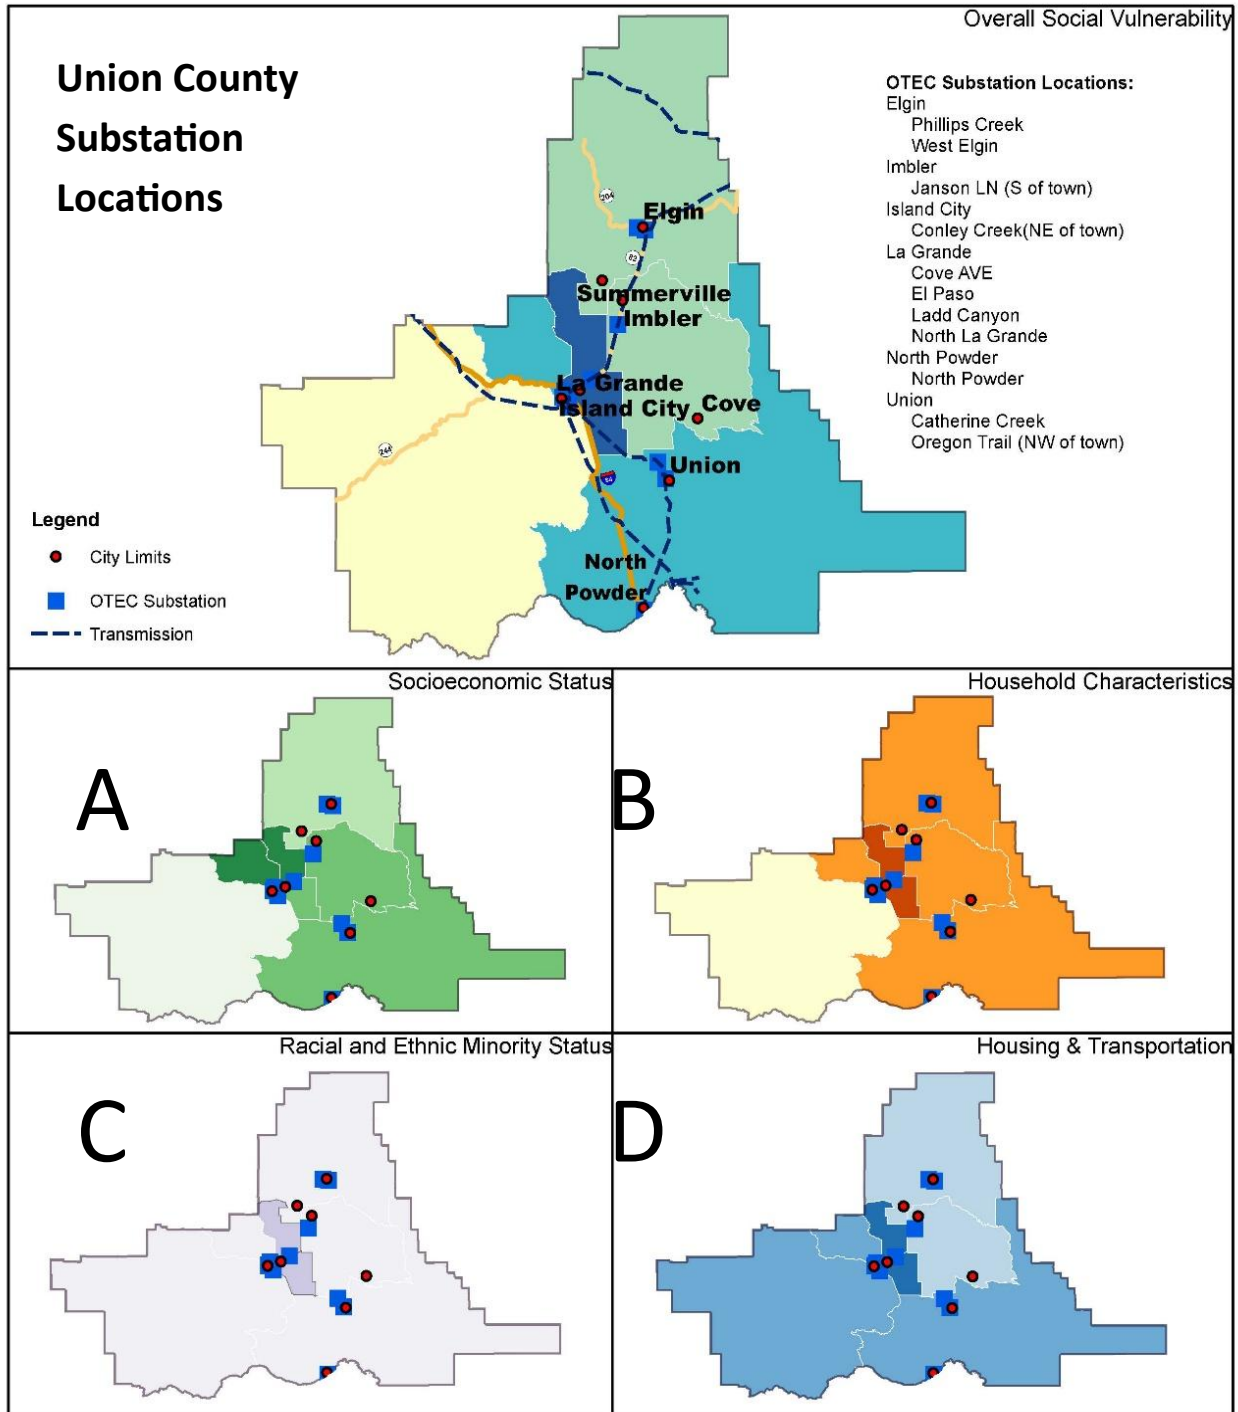 Overall Social Vulnerability
Union County
Substation
Locations
OTEC Substation Locations:
Elgin
Phillips Creek
West Elgin
Imbler
Janson LN (S of town)
Island City
Conley Creek(NE of town)
La Grande
Cove AVE
El Paso
Ladd Canyon
North La Grande
North Powder
North Powder
Union
Catherine Creek
Oregon Trail (NW of town)
204
Elgin
82
Summerville
Imbler
La Grande
Island City
Cove
244
Union
84
North
Powder
Legend
City Limits
OTEC Substation
Transmission
Socioeconomic Status
A
Household Characteristics
B
Racial and Ethnic Minority Status
C
Housing & Transportation
D